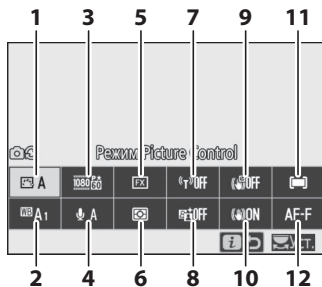 1 3 5 7 9 11
Режим Picture Control
A 1080 60 FX (T)OFF OFF
WB A1 A OFF ON AF-F
i
2 4 6 8 10 12